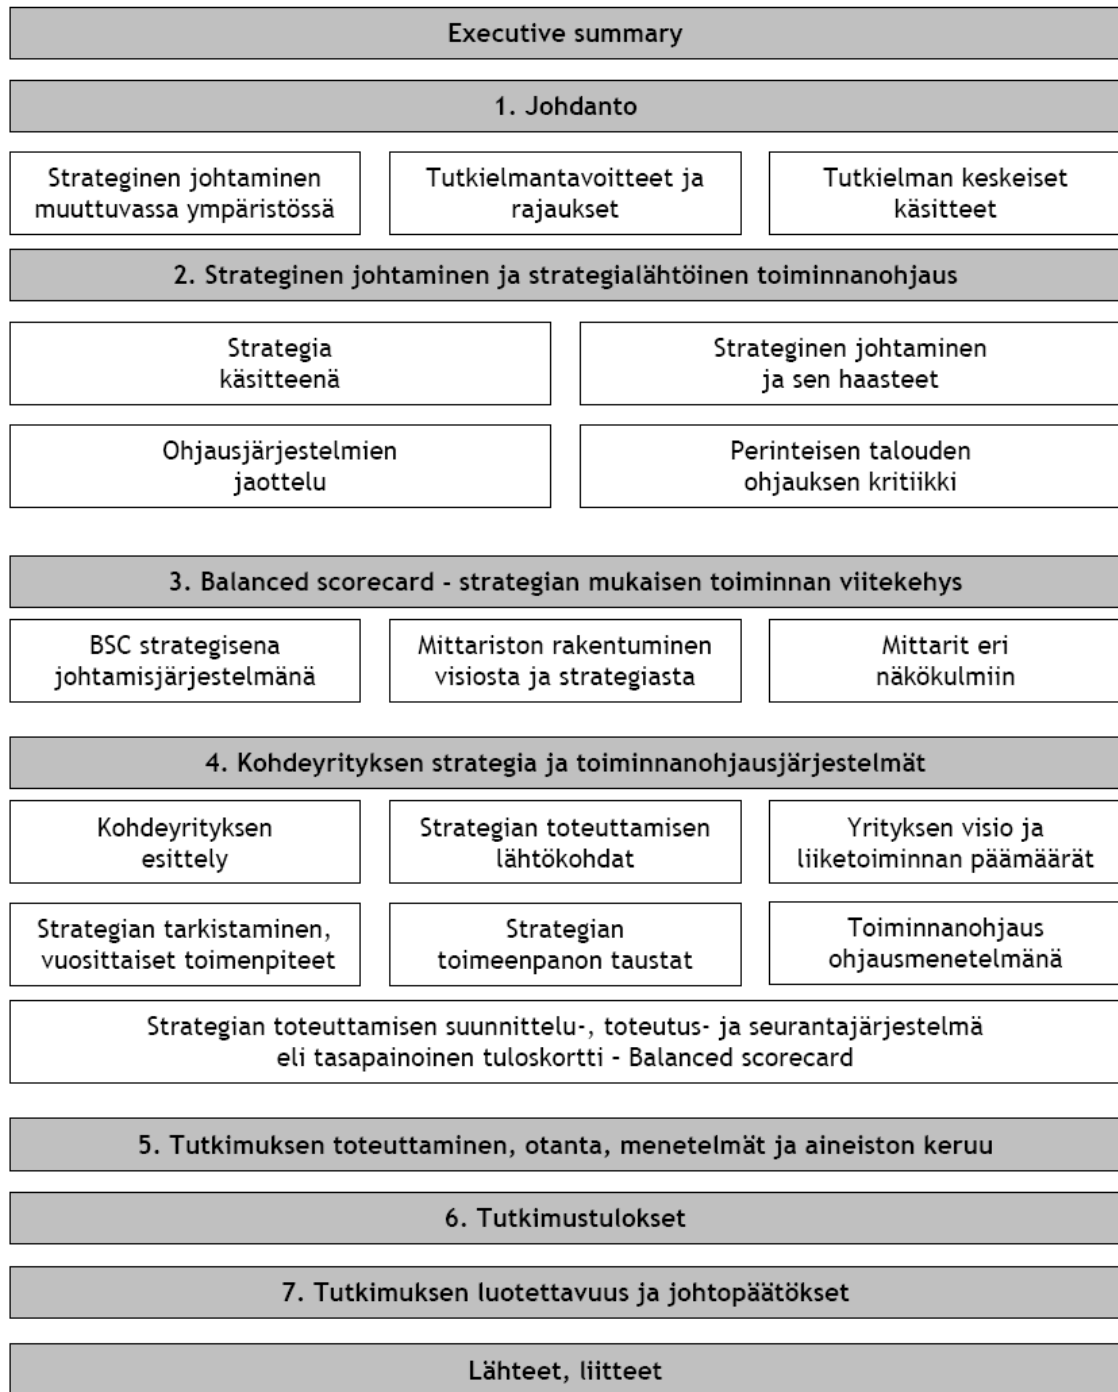 Executive summary
1. Johdanto
Strateginen johtaminen
muuttuvassa ympäristössä
Tutkielmantavoitteet ja
rajaukset
Tutkielman keskeiset
käsitteet
2. Strateginen johtaminen ja strategialähtöinen toiminnanohjaus
Strategia
käsitteenä
Strateginen johtaminen
ja sen haasteet
Ohjausjärjestelmien
jaottelu
Perinteisen talouden
ohjauksen kritiikki
3. Balanced scorecard - strategian mukaisen toiminnan viitekehys
BSC strategisena
johtamisjärjestelmänä
Mittariston rakentuminen
visiosta ja strategiasta
Mittarit eri
näkökulmiin
4. Kohdeyrityksen strategia ja toiminnanohjausjärjestelmät
Kohdeyrityksen
esittely
Strategian toteuttamisen
lähtökohdat
Yrityksen visio ja
liiketoiminnan päämäärät
Strategian tarkistaminen,
vuosittaiset toimenpiteet
Strategian
toimeenpanon taustat
Toiminnanohjaus
ohjausmenetelmänä
Strategian toteuttamisen suunnittelu-, toteutus- ja seurantajärjestelmä
eli tasapainoinen tuloskortti – Balanced scorecard
5. Tutkimuksen toteuttaminen, otanta, menetelmät ja aineiston keruu
6. Tutkimustulokset
7. Tutkimuksen luotettavuus ja johtopäätökset
Lähteet, liitteet